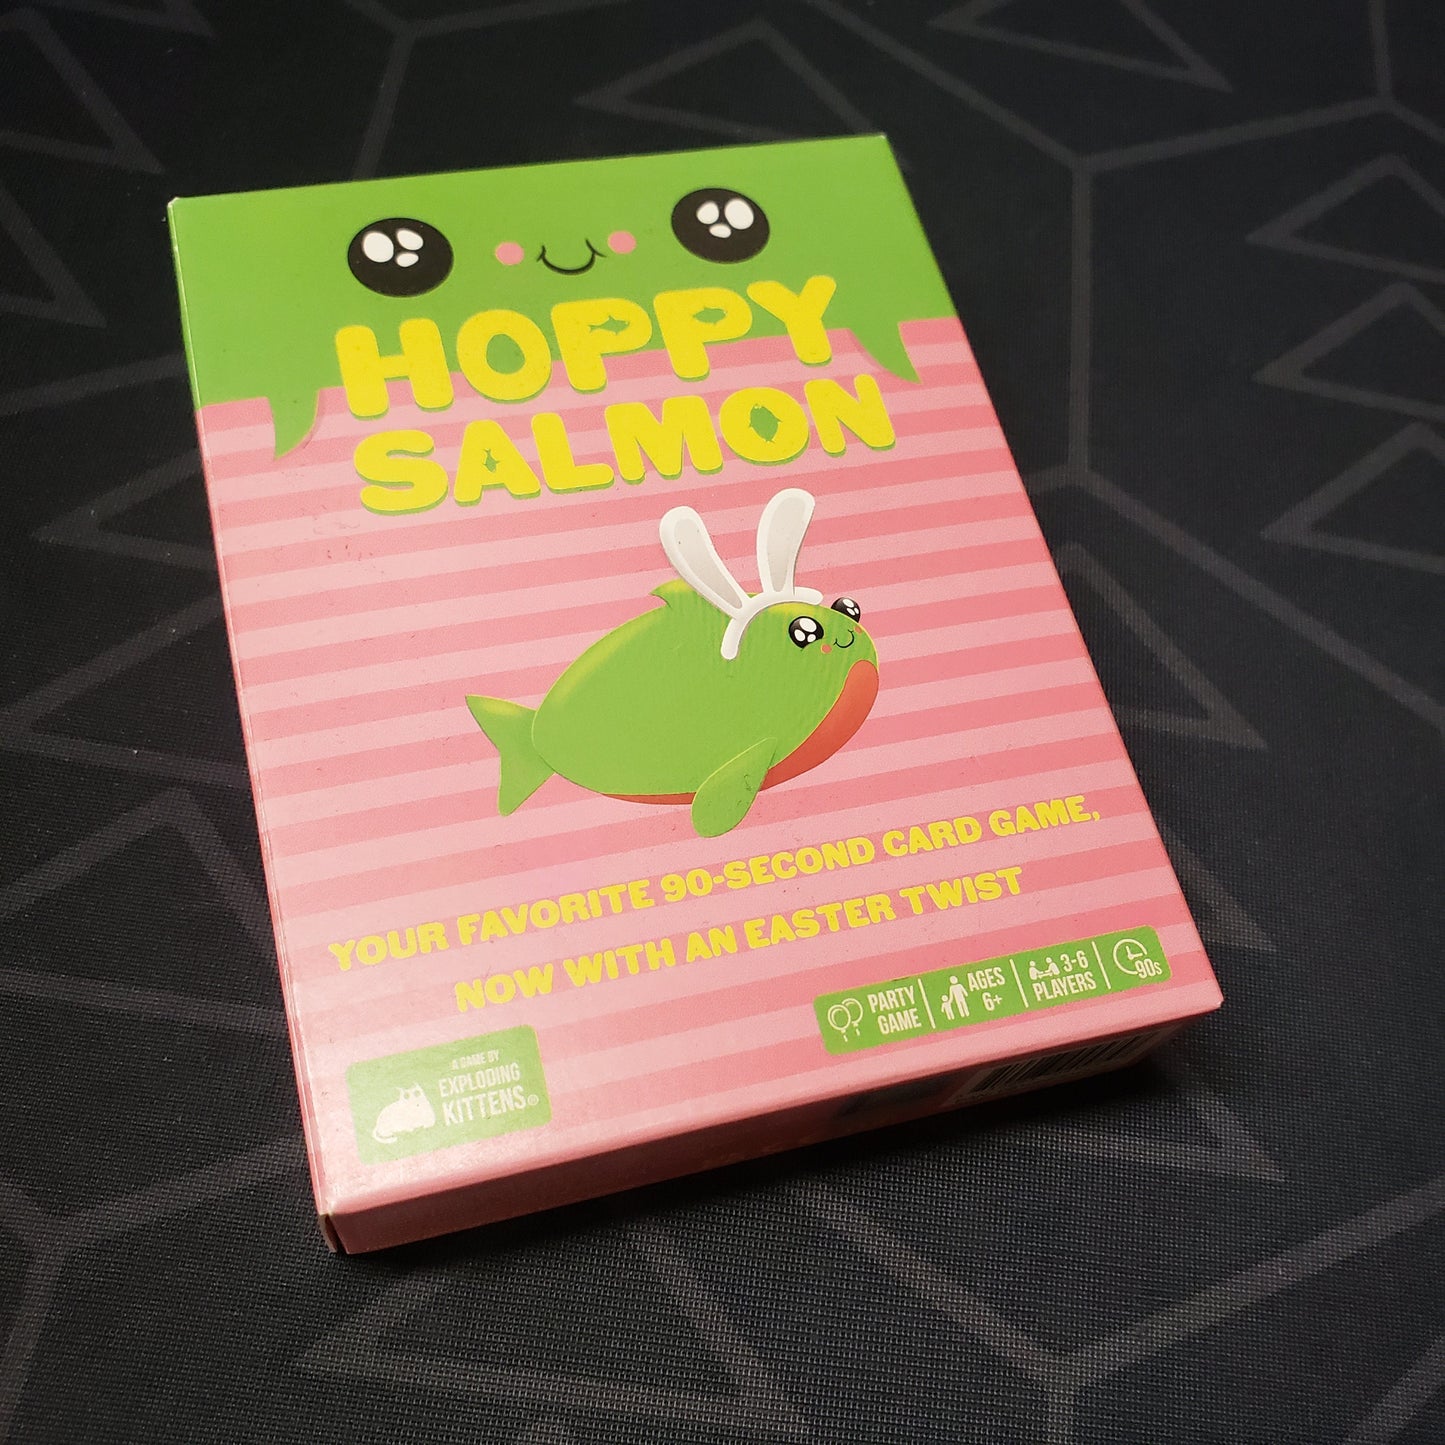 HOPPY
SALMON
YOUR FAVORITE 90-SECOND CARD GAME,
NOW WITH AN EASTER TWIST
PARTY
GAME
AGES
6+
3-6
PLAYERS
90s
A GAME BY
EXPLODING
KITTENS®